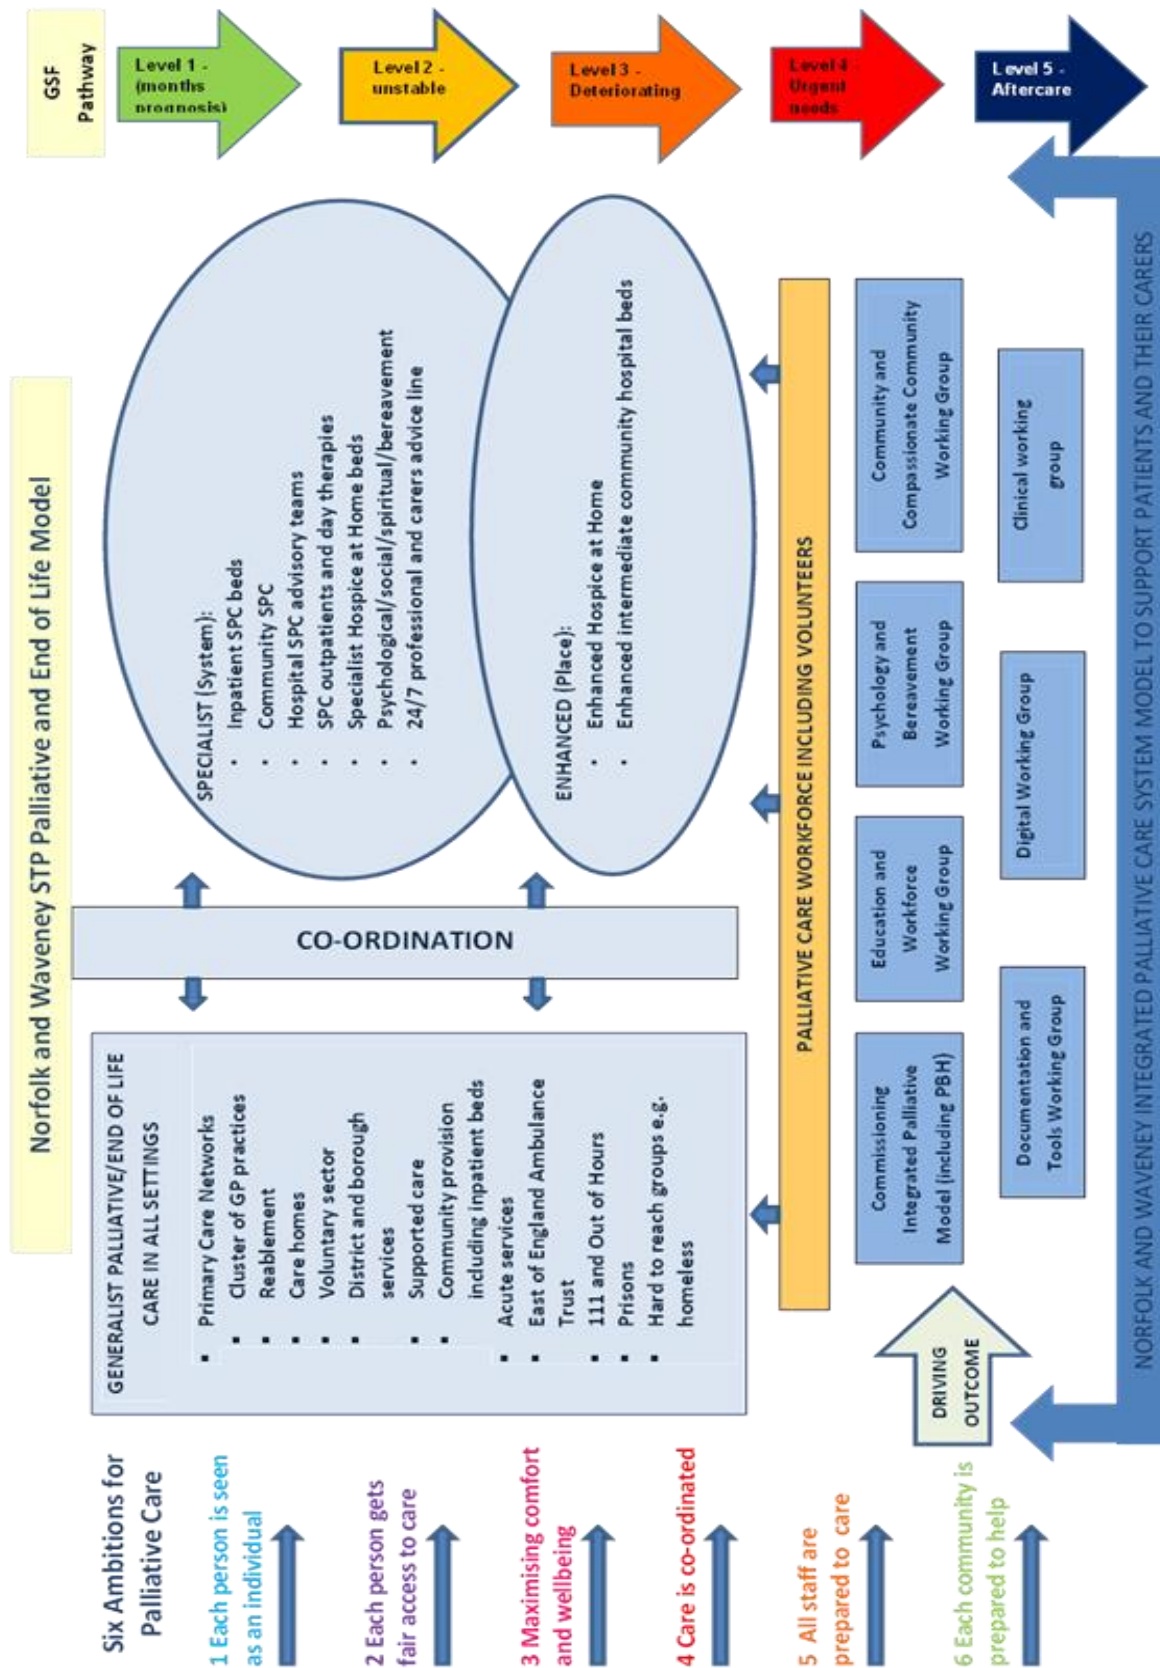 Norfolk and Waveney STP Palliative and End of Life Model
Six Ambitions for
Palliative Care
1 Each person is seen
as an individual
2 Each person gets
fair access to care
3 Maximising comfort
and wellbeing
4 Care is co-ordinated
5 All staff are
prepared to care
6 Each community is
prepared to help
GENERALIST PALLIATIVE/END OF LIFE
CARE IN ALL SETTINGS
▪ Primary Care Networks
▪ Cluster of GP practices
▪ Reablement
▪ Care homes
▪ Voluntary sector
▪ District and borough
services
▪ Supported care
▪ Community provision
including inpatient beds
▪ Acute services
▪ East of England Ambulance
Trust
▪ 111 and Out of Hours
▪ Prisons
▪ Hard to reach groups e.g.
homeless
CO-ORDINATION
SPECIALIST (System):
• Inpatient SPC beds
• Community SPC
• Hospital SPC advisory teams
• SPC outpatients and day therapies
• Specialist Hospice at Home beds
• Psychological/social/spiritual/bereavement
• 24/7 professional and carers advice line
ENHANCED (Place):
• Enhanced Hospice at Home
• Enhanced intermediate community hospital beds
GSF
Pathway
Level 1 -
(months
prognosis)
Level 2 -
unstable
Level 3 -
Deteriorating
Level 4 -
Urgent
needs
Level 5 -
Aftercare
PALLIATIVE CARE WORKFORCE INCLUDING VOLUNTEERS
DRIVING
OUTCOME
Commissioning
Integrated Palliative
Model (including PBH)
Education and
Workforce
Working Group
Psychology and
Bereavement
Working Group
Community and
Compassionate Community
Working Group
Documentation and
Tools Working Group
Digital Working Group
Clinical working
group
NORFOLK AND WAVENEY INTEGRATED PALLIATIVE CARE SYSTEM MODEL TO SUPPORT PATIENTS AND THEIR CARERS